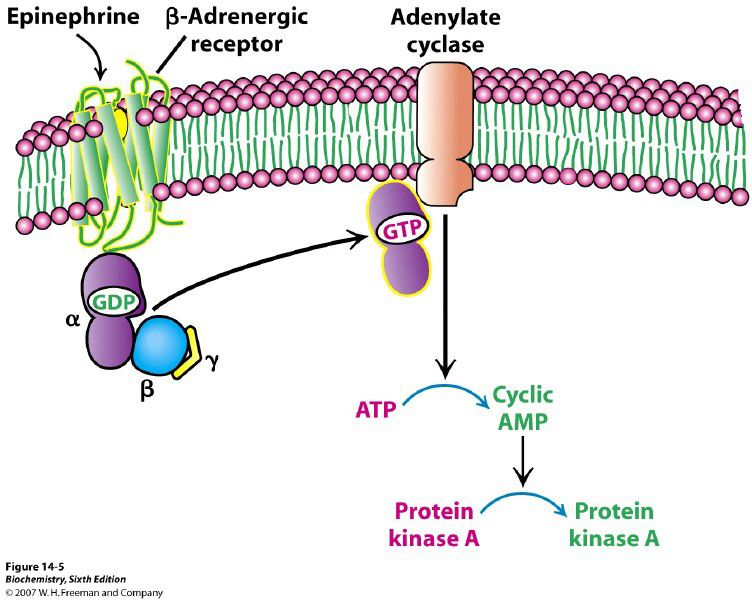 Epinephrine
β-Adrenergic
receptor
Adenylate
cyclase
GTP
GDP
α
β
γ
ATP
Cyclic
AMP
Protein
kinase A
Protein
kinase A
Figure 14-5
Biochemistry, Sixth Edition
© 2007 W. H. Freeman and Company